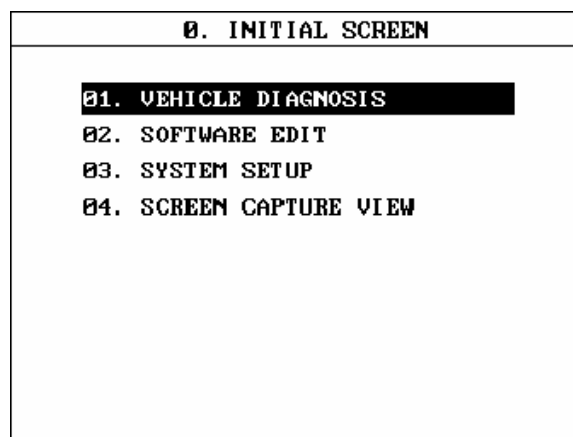 0. INITIAL SCREEN
01. VEHICLE DIAGNOSIS
02. SOFTWARE EDIT
03. SYSTEM SETUP
04. SCREEN CAPTURE VIEW